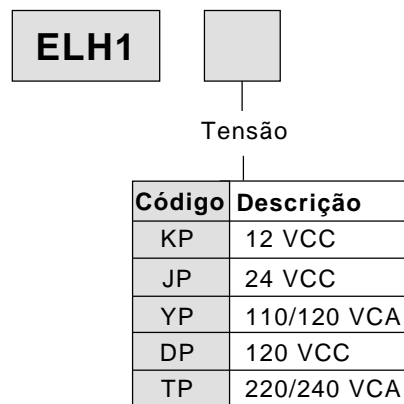 ELH1
Tensão
Código Descrição
KP 12 VCC
JP 24 VCC
YP 110/120 VCA
DP 120 VCC
TP 220/240 VCA